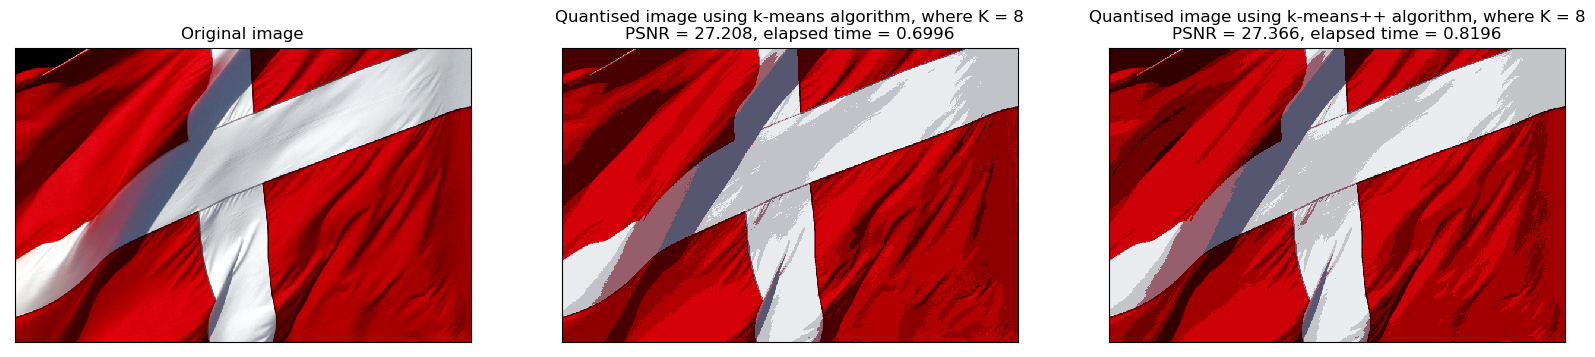 Original image
Quantised image using k-means algorithm, where K = 8
PSNR = 27.208, elapsed time = 0.6996
Quantised image using k-means++ algorithm, where K = 8
PSNR = 27.366, elapsed time = 0.8196